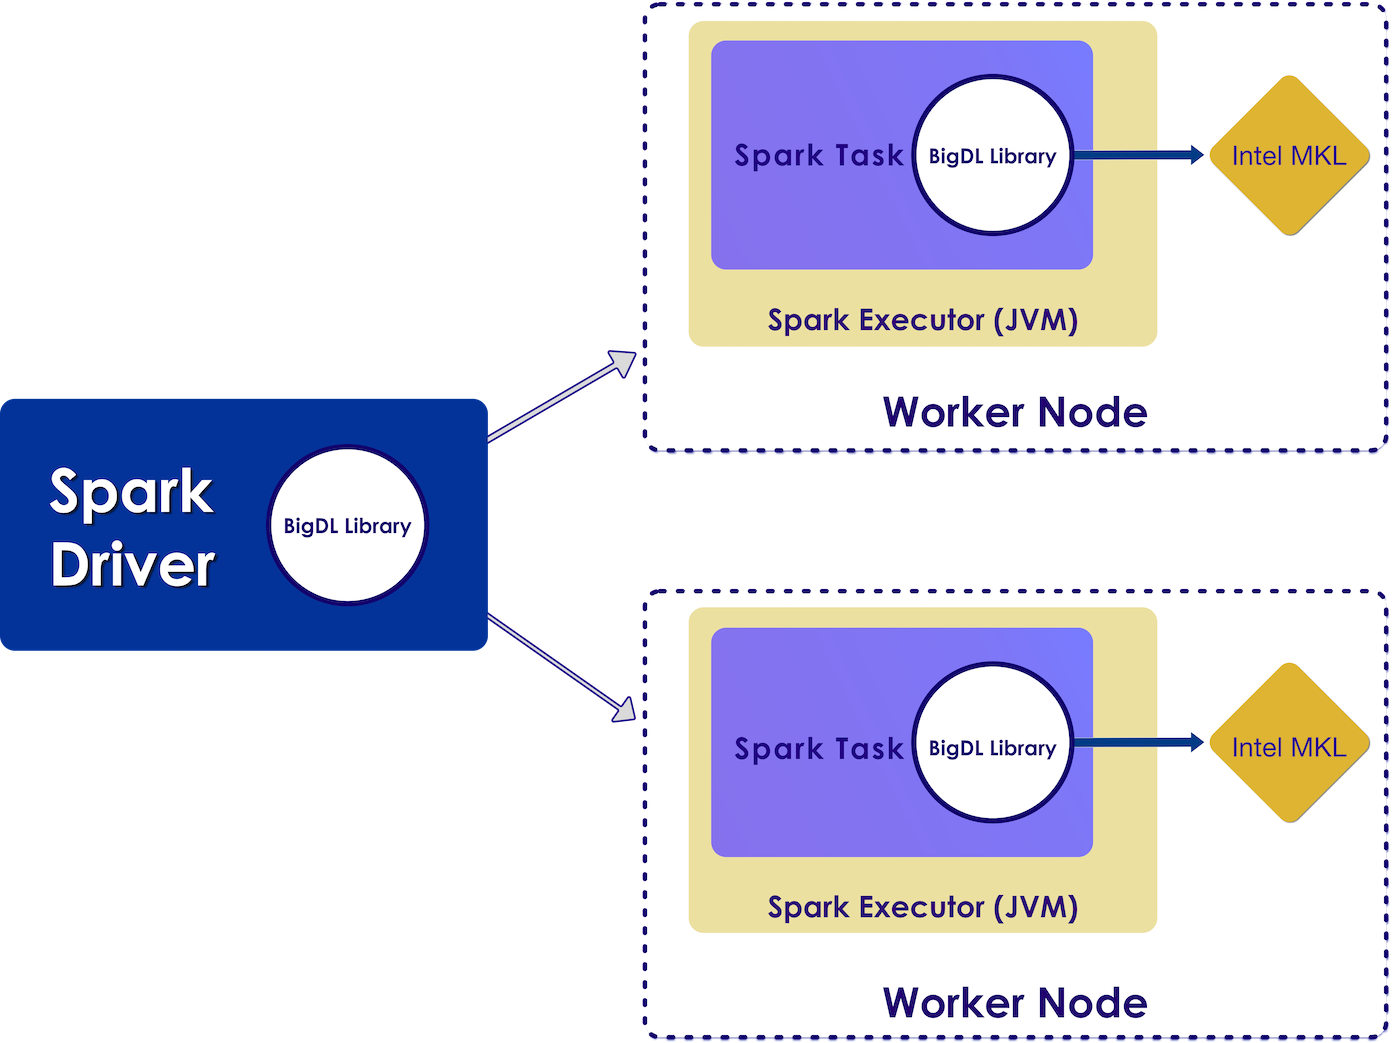 Spark Task
BigDL Library
Intel MKL
Spark Executor (JVM)
Worker Node
Spark
Driver
BigDL Library
Spark Task
BigDL Library
Intel MKL
Spark Executor (JVM)
Worker Node